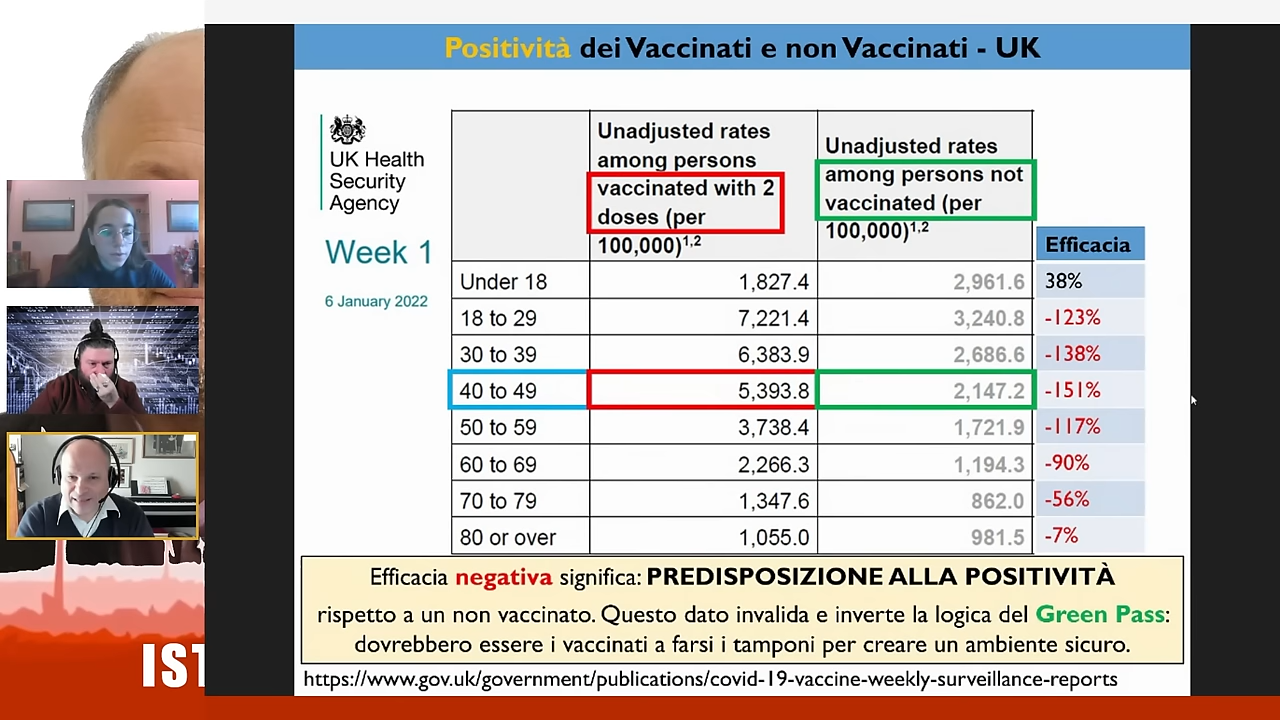 Positività dei Vaccinati e non Vaccinati - UK
UK Health
Security
Agency
Week 1
6 January 2022
Unadjusted rates
among persons
vaccinated with 2
doses (per
100,000)1,2
Unadjusted rates
among persons not
vaccinated (per
100,000)1,2
Efficacia
Under 18 1,827.4 2,961.6 38%
18 to 29 7,221.4 3,240.8 -123%
30 to 39 6,383.9 2,686.6 -138%
40 to 49 5,393.8 2,147.2 -151%
50 to 59 3,738.4 1,721.9 -117%
60 to 69 2,266.3 1,194.3 -90%
70 to 79 1,347.6 862.0 -56%
80 or over 1,055.0 981.5 -7%
Efficacia negativa significa: PREDISPOSIZIONE ALLA POSITIVITÀ
rispetto a un non vaccinato. Questo dato invalida e inverte la logica del Green Pass:
dovrebbero essere i vaccinati a farsi i tamponi per creare un ambiente sicuro.
https://www.gov.uk/government/publications/covid-19-vaccine-weekly-surveillance-reports